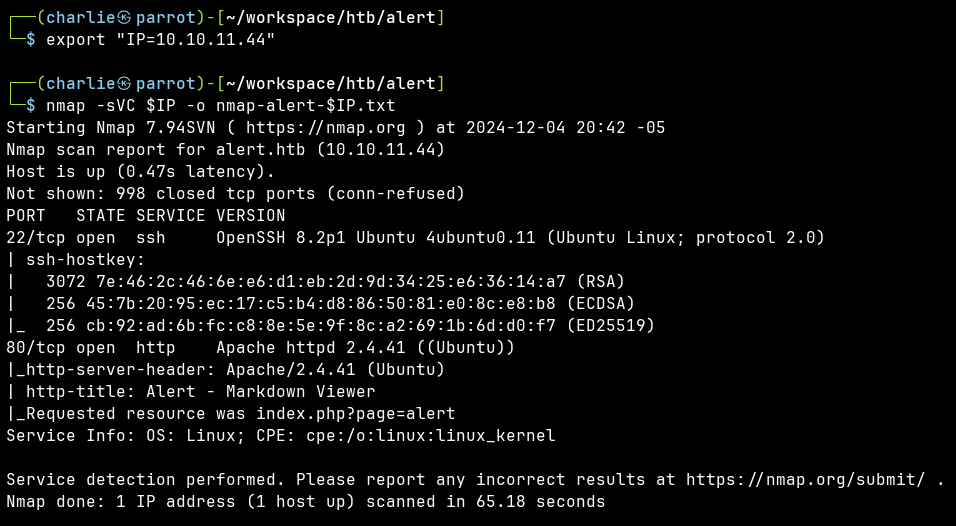 ┌──(charlie㉿parrot)-[~/workspace/htb/alert]
└─$ export "IP=10.10.11.44"
┌──(charlie㉿parrot)-[~/workspace/htb/alert]
└─$ nmap -sVC $IP -o nmap-alert-$IP.txt
Starting Nmap 7.94SVN ( https://nmap.org ) at 2024-12-04 20:42 -05
Nmap scan report for alert.htb (10.10.11.44)
Host is up (0.47s latency).
Not shown: 998 closed tcp ports (conn-refused)
PORT   STATE SERVICE VERSION
22/tcp open  ssh     OpenSSH 8.2p1 Ubuntu 4ubuntu0.11 (Ubuntu Linux; protocol 2.0)
| ssh-hostkey:
|   3072 7e:46:2c:46:6e:e6:d1:eb:2d:9d:34:25:e6:36:14:a7 (RSA)
|   256 45:7b:20:95:ec:17:c5:b4:d8:86:50:81:e0:8c:e8:b8 (ECDSA)
|_  256 cb:92:ad:6b:fc:c8:8e:5e:9f:8c:a2:69:1b:6d:d0:f7 (ED25519)
80/tcp open  http    Apache httpd 2.4.41 ((Ubuntu))
|_http-server-header: Apache/2.4.41 (Ubuntu)
| http-title: Alert - Markdown Viewer
|_Requested resource was index.php?page=alert
Service Info: OS: Linux; CPE: cpe:/o:linux:linux_kernel
Service detection performed. Please report any incorrect results at https://nmap.org/submit/ .
Nmap done: 1 IP address (1 host up) scanned in 65.18 seconds